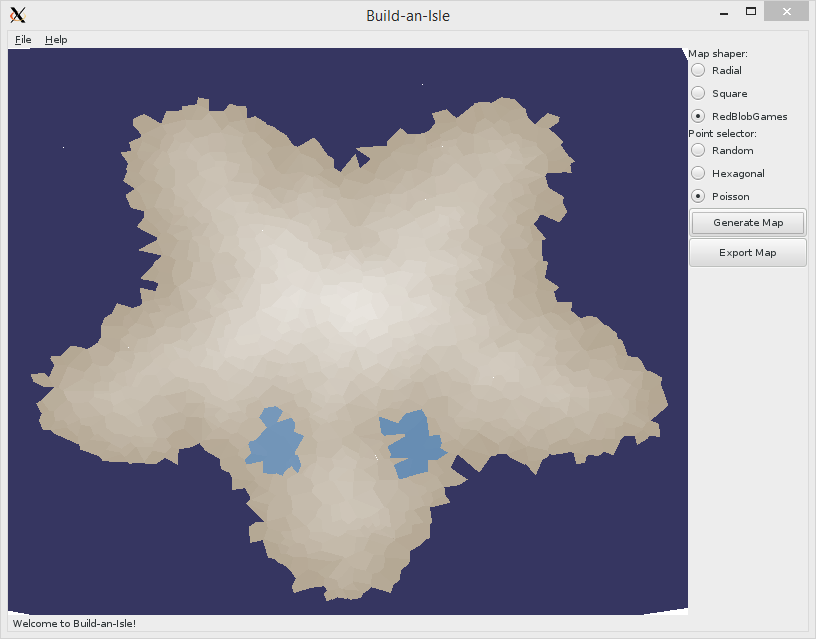 Build-an-Isle
File Help
Map shaper:
Radial
Square
RedBlobGames
Point selector:
Random
Hexagonal
Poisson
Generate Map
Export Map
Welcome to Build-an-Isle!